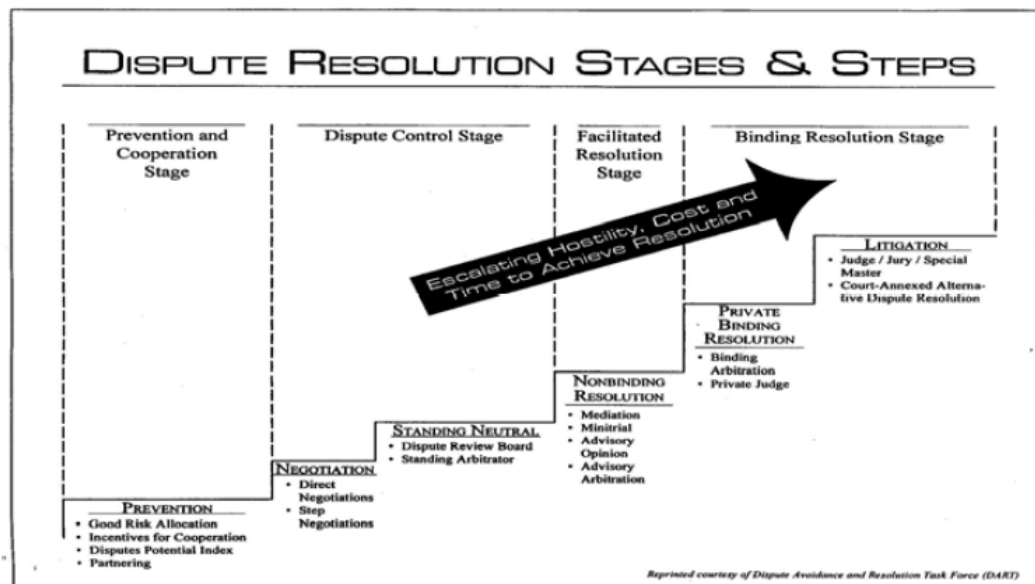 DISPUTE RESOLUTION STAGES & STEPS
Prevention and
Cooperation
Stage
Dispute Control Stage
Facilitated
Resolution
Stage
Binding Resolution Stage
Escalating Hostility, Cost and
Time to Achieve Resolution
LITIGATION
• Judge / Jury / Special
Master
• Court-Annexed Alterna-
tive Dispute Resolution
PRIVATE
BINDING
RESOLUTION
• Binding
Arbitration
• Private Judge
NONBINDING
RESOLUTION
• Mediation
• Minitrial
• Advisory
Opinion
• Advisory
Arbitration
STANDING NEUTRAL
• Dispute Review Board
• Standing Arbitrator
NEGOTIATION
• Direct
Negotiations
• Step
Negotiations
PREVENTION
• Good Risk Allocation
• Incentives for Cooperation
• Disputes Potential Index
• Partnering
Reprinted courtesy of Dispute Avoidance and Resolution Task Force (DART)